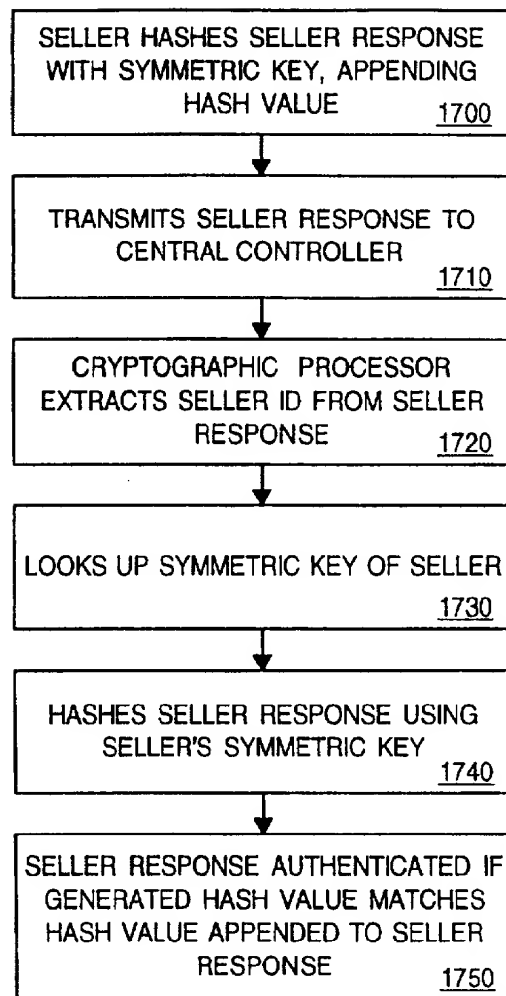 SELLER HASHES SELLER RESPONSE
WITH SYMMETRIC KEY, APPENDING
HASH VALUE
1700
TRANSMITS SELLER RESPONSE TO
CENTRAL CONTROLLER
1710
CRYPTOGRAPHIC PROCESSOR
EXTRACTS SELLER ID FROM SELLER
RESPONSE
1720
LOOKS UP SYMMETRIC KEY OF SELLER
1730
HASHES SELLER RESPONSE USING
SELLER'S SYMMETRIC KEY
1740
SELLER RESPONSE AUTHENTICATED IF
GENERATED HASH VALUE MATCHES
HASH VALUE APPENDED TO SELLER
RESPONSE
1750